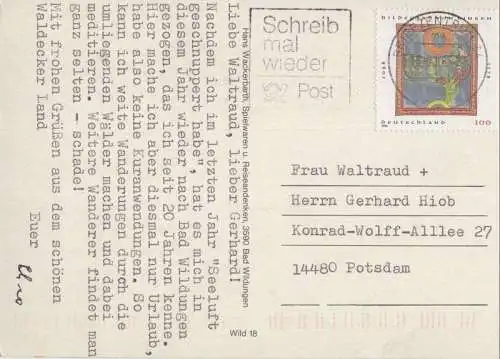 Liebe Waltraud, lieber Gerhard!
Nachdem ich im letzten Jahr "Seeluft
geschnuppert habe", hat es mich in
diesem Jahr wieder nach Bad Wildungen
gezogen, das ich seit 20 Jahren kenne.
Hier mache ich aber diesmal nur Urlaub,
habe also keine Kuranwendungen. So
kann ich weite Wanderungen durch die
umliegenden Wälder machen und dabei
meditieren. Weitere Wanderer findet man
ganz selten - schade!
Mit frohen Grüßen aus dem schönen
Waldecker Land
Euer
Hans Wackerbarth, Spielwaren u. Reiseandenken, 3590 Bad Wildungen
Wild 18
Schreib
mal
wieder
Post
DEUTSCHLAND 100
Frau Waltraud +
Herrn Gerhard Hiob
Konrad-Wolff-Alllee 27
14480 Potsdam